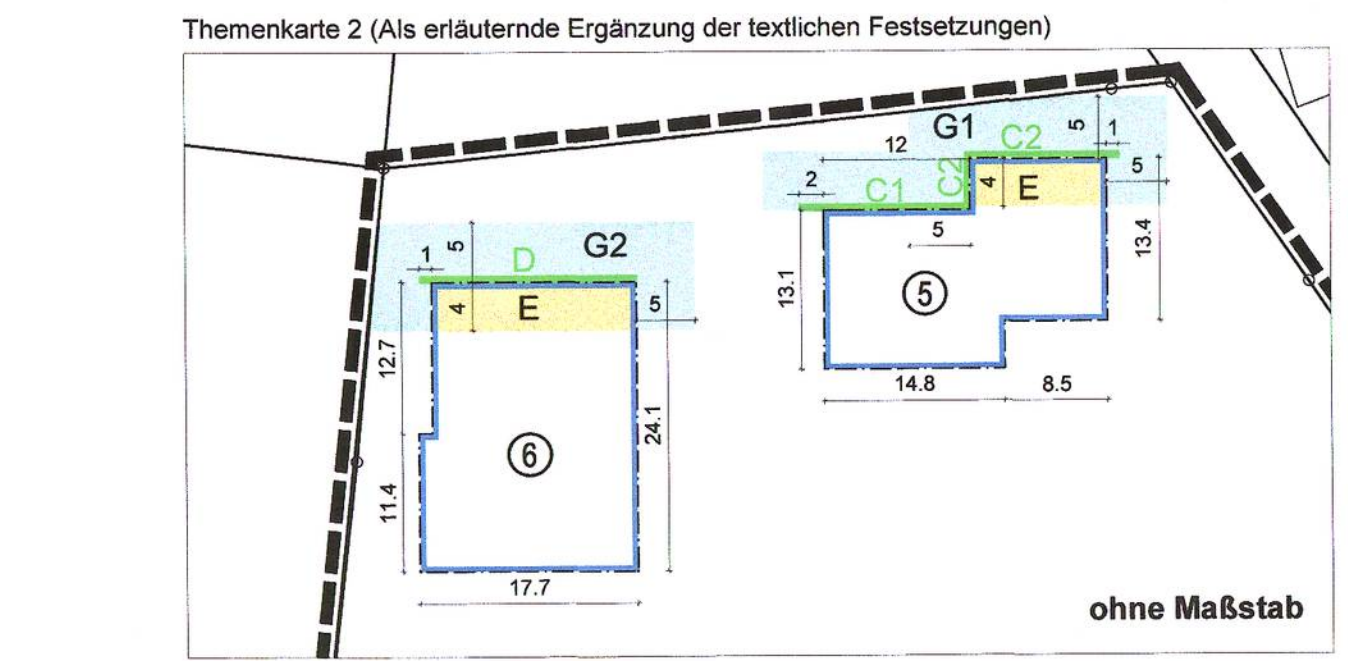 Themenkarte 2 (Als erläuternde Ergänzung der textlichen Festsetzungen)
G1
C2
5
1
12
5
2
C1
C2
4
E
5
13.4
13.1
5
14.8
8.5
1
5
G2
D
4
E
5
12.7
24.1
6
11.4
17.7
ohne Maßstab